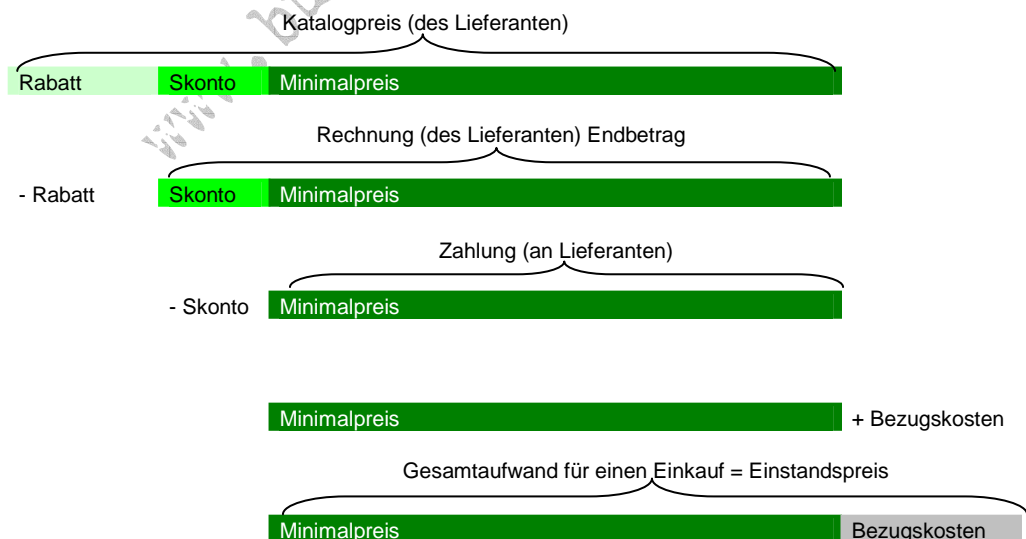 Katalogpreis (des Lieferanten)
Rabatt Skonto Minimalpreis
Rechnung (des Lieferanten) Endbetrag
- Rabatt Skonto Minimalpreis
Zahlung (an Lieferanten)
- Skonto Minimalpreis
Minimalpreis + Bezugskosten
Gesamtaufwand für einen Einkauf = Einstandspreis
Minimalpreis Bezugskosten